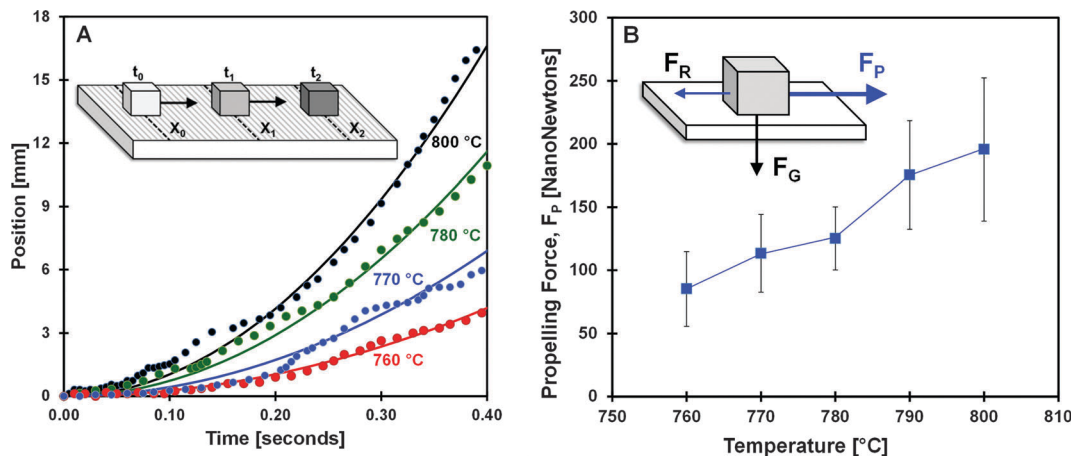 A
18
15
12
9
6
3
0
Position [mm]
t0
t1
t2
X0
X1
X2
800 °C
780 °C
770 °C
760 °C
0.00
0.10
0.20
0.30
0.40
Time [seconds]
B
300
250
200
150
100
50
0
Propelling Force, FP [NanoNewtons]
FR
FP
FG
750
760
770
780
790
800
810
Temperature [°C]